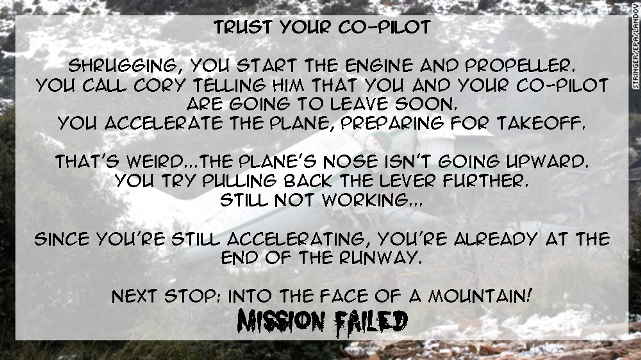 TRUST YOUR CO-PILOT
SHRUGGING, YOU START THE ENGINE AND PROPELLER.
YOU CALL CORY TELLING HIM THAT YOU AND YOUR CO-PILOT
ARE GOING TO LEAVE SOON.
YOU ACCELERATE THE PLANE, PREPARING FOR TAKEOFF.
THAT'S WEIRD...THE PLANE'S NOSE ISN'T GOING UPWARD.
YOU TRY PULLING BACK THE LEVER FURTHER.
STILL NOT WORKING...
SINCE YOU'RE STILL ACCELERATING, YOU'RE ALREADY AT THE
END OF THE RUNWAY.
NEXT STOP: INTO THE FACE OF A MOUNTAIN!
MISSION FAILED
STRINGER/EPA/LANDOV